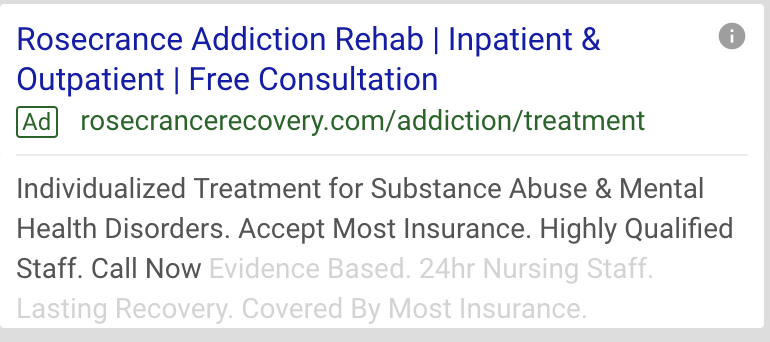 Rosecrance Addiction Rehab | Inpatient &
Outpatient | Free Consultation
Ad rosecrancerecovery.com/addiction/treatment
Individualized Treatment for Substance Abuse & Mental
Health Disorders. Accept Most Insurance. Highly Qualified
Staff. Call Now Evidence Based. 24hr Nursing Staff.
Lasting Recovery. Covered By Most Insurance.